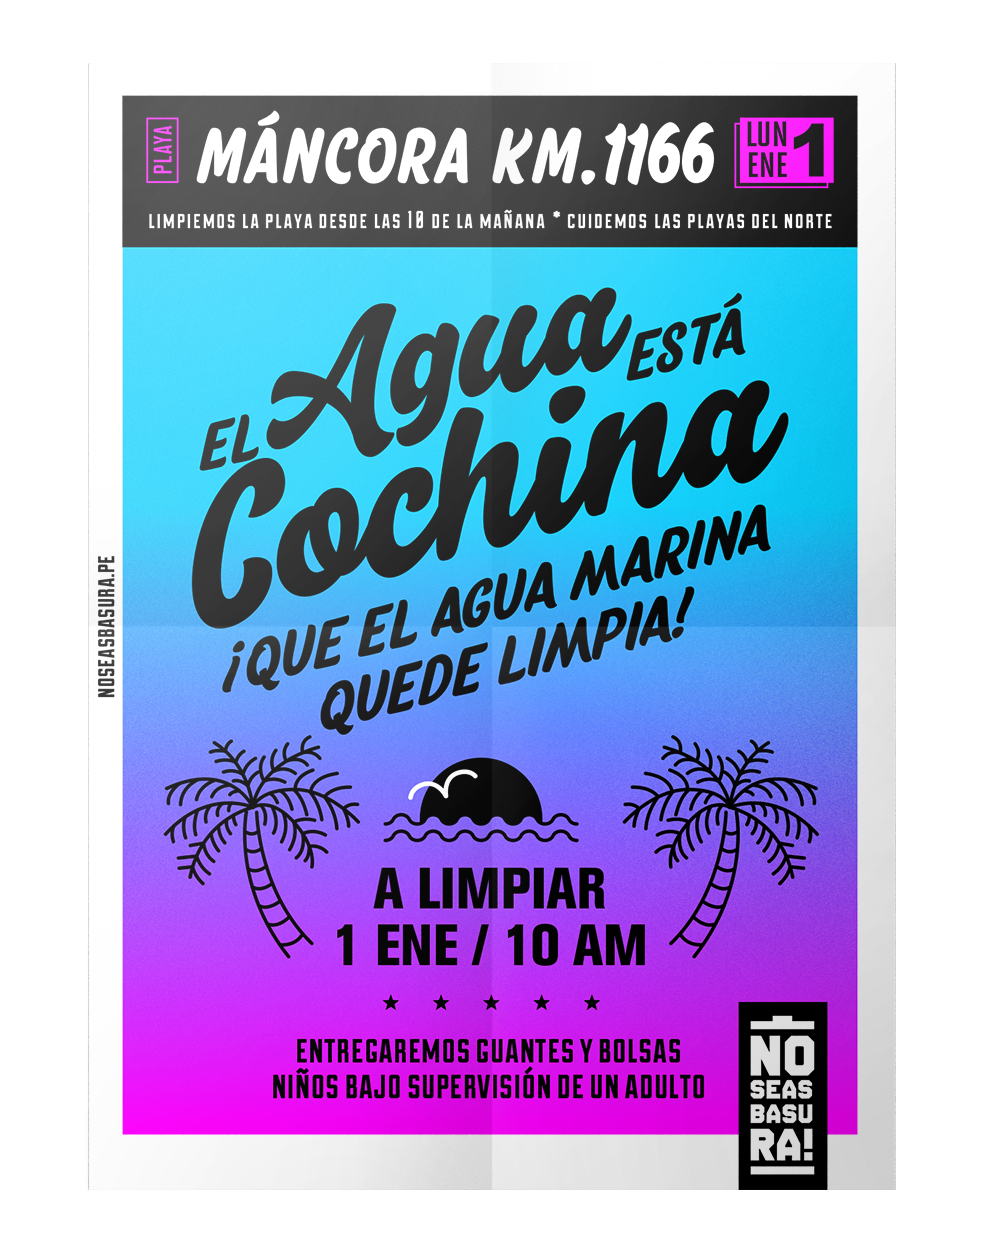 PLAYA
MÁNCORA KM.1166
LUN
ENE
1
LIMPIEMOS LA PLAYA DESDE LAS 10 DE LA MAÑANA * CUIDEMOS LAS PLAYAS DEL NORTE
EL Agua ESTÁ
Cochina
¡QUE EL AGUA MARINA
QUEDE LIMPIA!
NOSEASBASURA.PE
A LIMPIAR
1 ENE / 10 AM
ENTREGAREMOS GUANTES Y BOLSAS
NIÑOS BAJO SUPERVISIÓN DE UN ADULTO
NO
SEAS
BASU
RA!